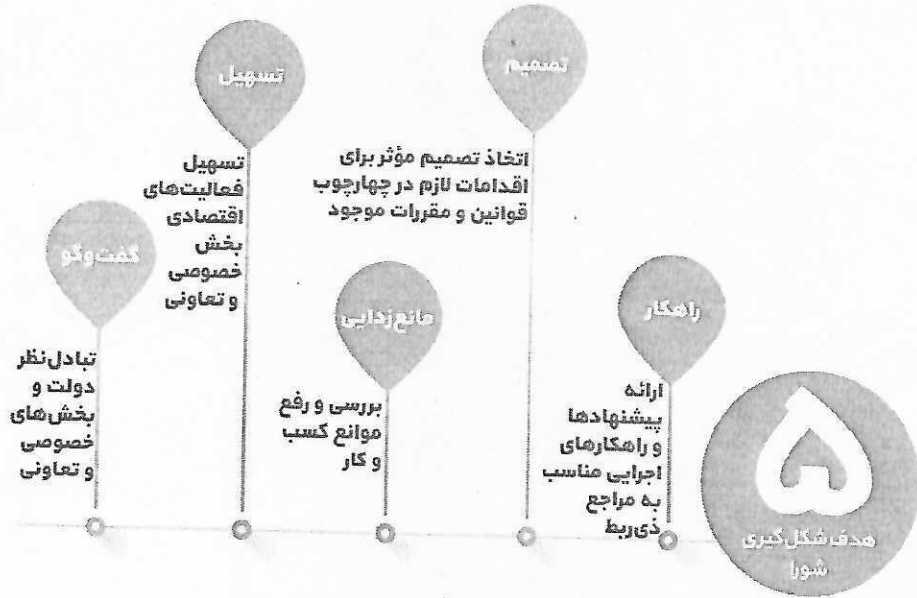 ۵
هدف شکل‌گیری
شورا
راهکار
ارائه
پیشنهادها
و راهکارهای
اجرایی مناسب
به مراجع
ذی‌ربط
تصمیم
اتخاذ تصمیم مؤثر برای
اقدامات لازم در چهارچوب
قوانین و مقررات موجود
مانع‌زدایی
بررسی و رفع
موانع کسب
و کار
تسهیل
تسهیل
فعالیت‌های
اقتصادی
بخش
خصوصی
و تعاونی
گفت‌وگو
تبادل‌نظر
دولت و
بخش‌های
خصوصی
و تعاونی